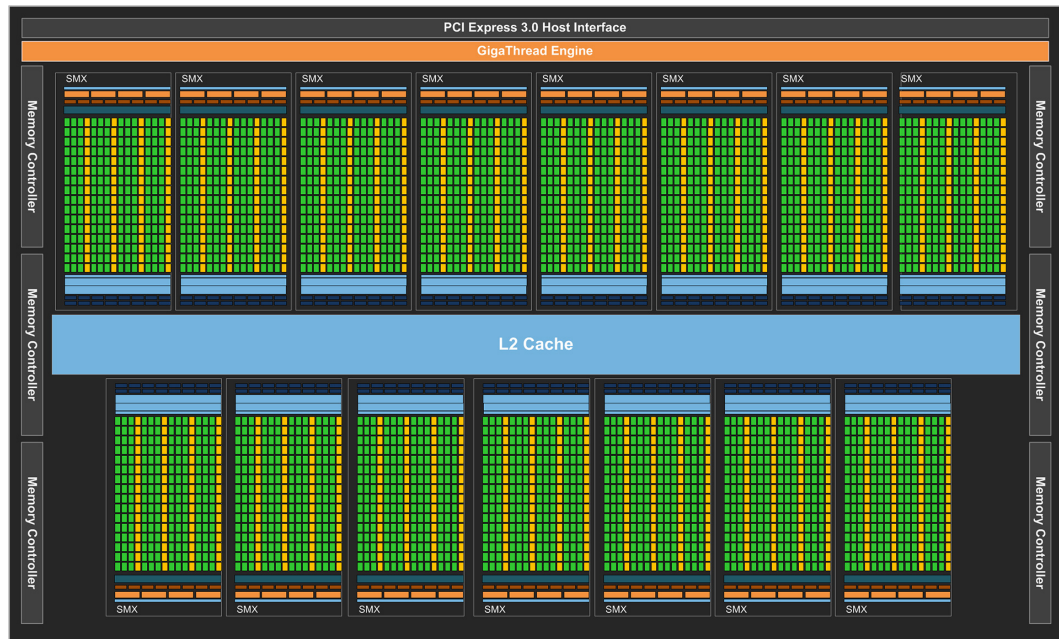 PCI Express 3.0 Host Interface
GigaThread Engine
SMX
SMX
SMX
SMX
SMX
SMX
SMX
SMX
Memory Controller
Memory Controller
Memory Controller
Memory Controller
Memory Controller
Memory Controller
L2 Cache
SMX
SMX
SMX
SMX
SMX
SMX
SMX